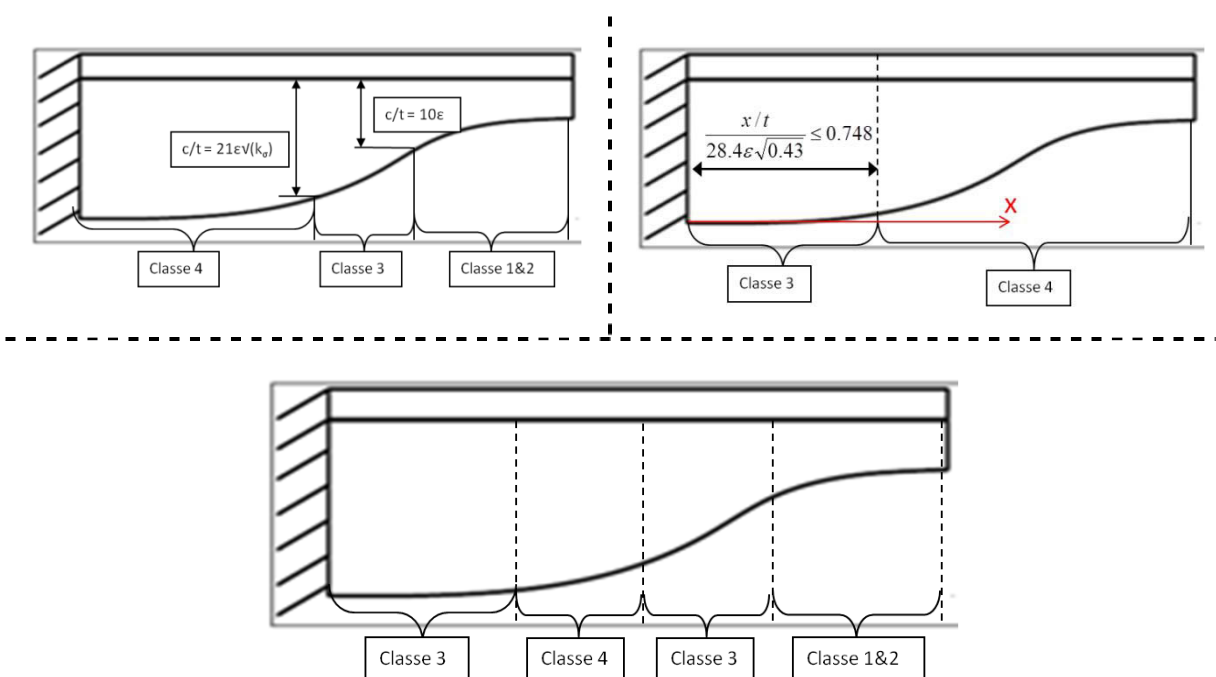 c/t = 10ε
c/t = 21ε√(kσ)
Classe 4
Classe 3
Classe 1&2
x / t
28.4ε√0.43
≤ 0.748
X
Classe 3
Classe 4
Classe 3
Classe 4
Classe 3
Classe 1&2